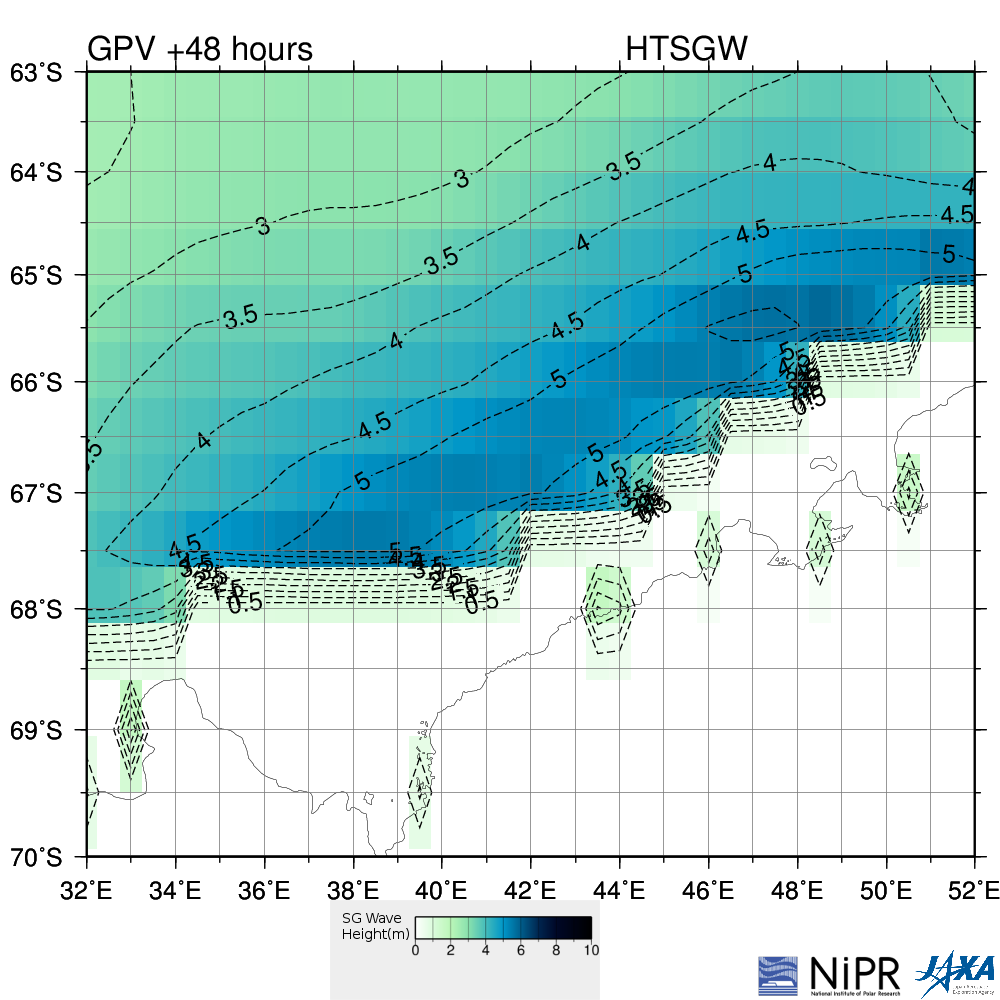 GPV +48 hours HTSGW
63°S
64°S
65°S
66°S
67°S
68°S
69°S
70°S
3
3.5
4
4
3
4.5
4.5
3.5
5
5
3.5
4
4.5
5
5
4
4.5
0.5
3.5
5
4.5
5
4.5
4.5
0.5
0.5
32°E 34°E 36°E 38°E 40°E 42°E 44°E 46°E 48°E 50°E 52°E
SG Wave
Height(m)
0 2 4 6 8 10
NiPR
National Institute of Polar Research
JAXA
Japan Aerospace Exploration Agency